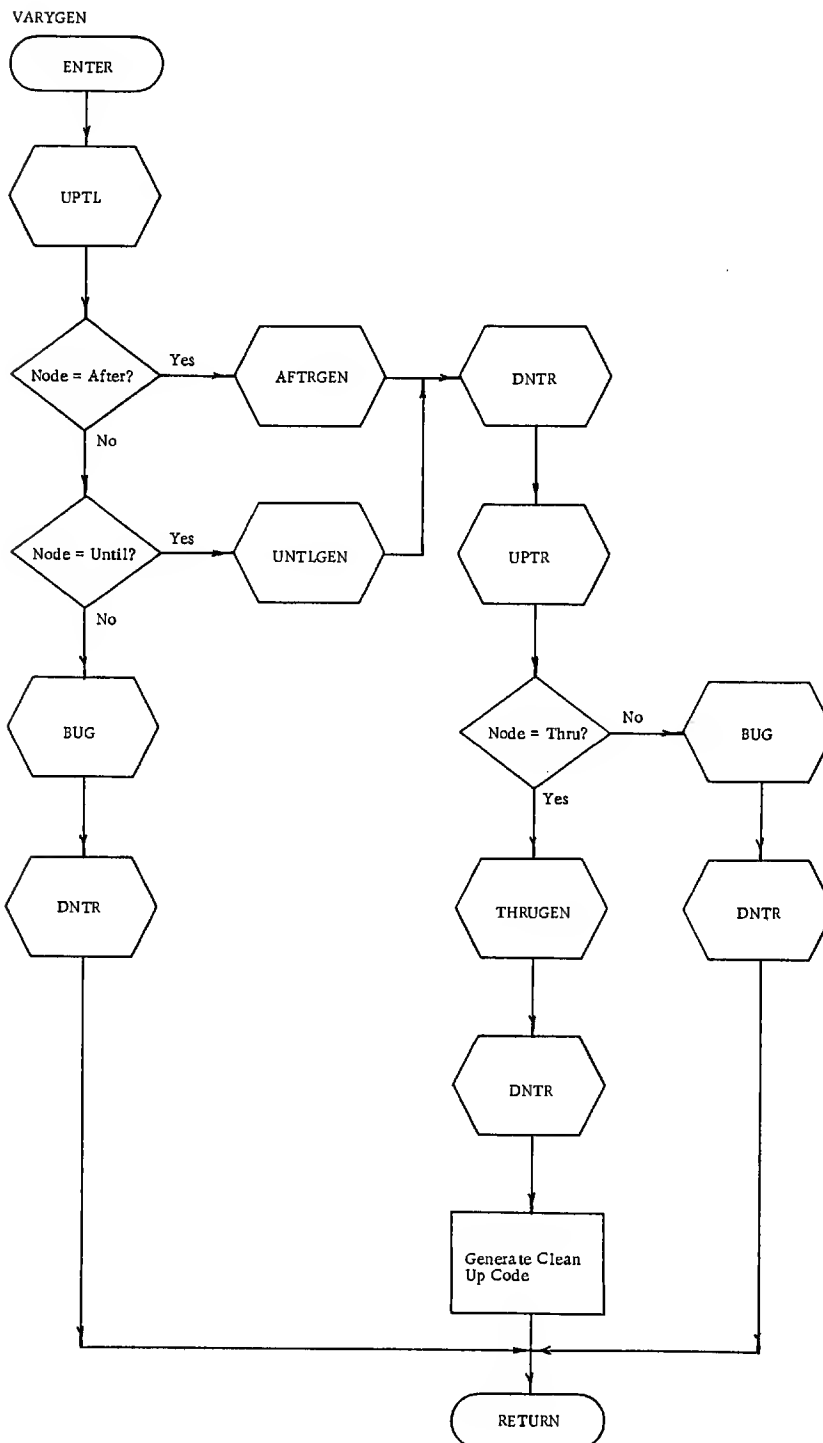 VARYGEN
ENTER
UPTL
Node = After?
Yes
AFTRGEN
DNTR
No
Node = Until?
Yes
UNTLGEN
UPTR
No
BUG
Node = Thru?
No
BUG
Yes
DNTR
THRUGEN
DNTR
DNTR
Generate Clean
Up Code
RETURN